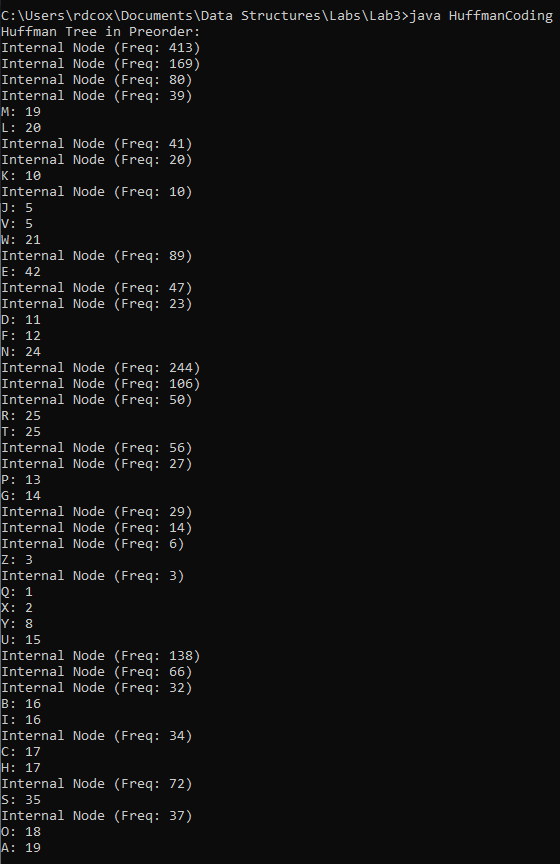 C:\Users\rdcox\Documents\Data Structures\Labs\Lab3>java HuffmanCoding
Huffman Tree in Preorder:
Internal Node (Freq: 413)
Internal Node (Freq: 169)
Internal Node (Freq: 80)
Internal Node (Freq: 39)
M: 19
L: 20
Internal Node (Freq: 41)
Internal Node (Freq: 20)
K: 10
Internal Node (Freq: 10)
J: 5
V: 5
W: 21
Internal Node (Freq: 89)
E: 42
Internal Node (Freq: 47)
Internal Node (Freq: 23)
D: 11
F: 12
N: 24
Internal Node (Freq: 244)
Internal Node (Freq: 106)
Internal Node (Freq: 50)
R: 25
T: 25
Internal Node (Freq: 56)
Internal Node (Freq: 27)
P: 13
G: 14
Internal Node (Freq: 29)
Internal Node (Freq: 14)
Internal Node (Freq: 6)
Z: 3
Internal Node (Freq: 3)
Q: 1
X: 2
Y: 8
U: 15
Internal Node (Freq: 138)
Internal Node (Freq: 66)
Internal Node (Freq: 32)
B: 16
I: 16
Internal Node (Freq: 34)
C: 17
H: 17
Internal Node (Freq: 72)
S: 35
Internal Node (Freq: 37)
O: 18
A: 19